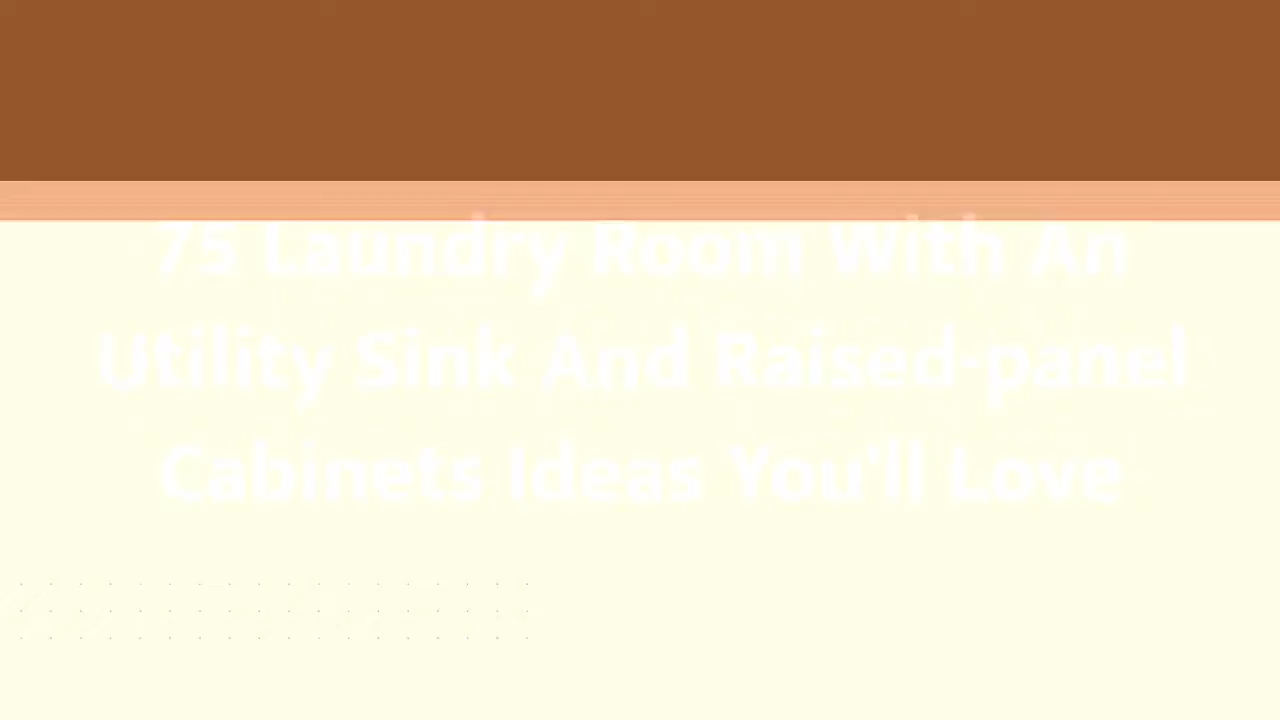 75 Laundry Room With An
Utility Sink And Raised-panel
Cabinets Ideas You'll Love